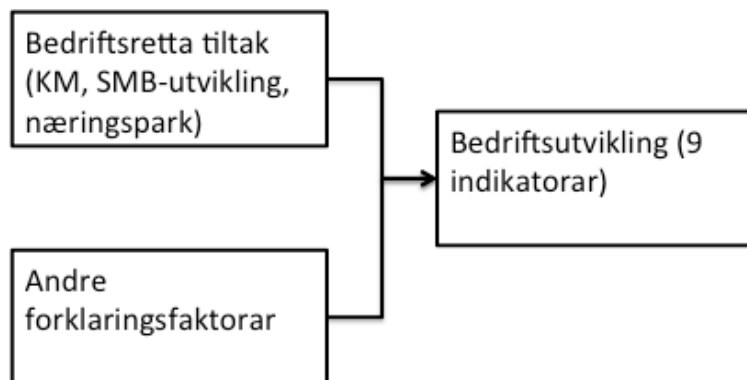 Bedriftsretta tiltak
(KM, SMB-utvikling,
næringspark)
Bedriftsutvikling (9
indikatorar)
Andre
forklaringsfaktorar